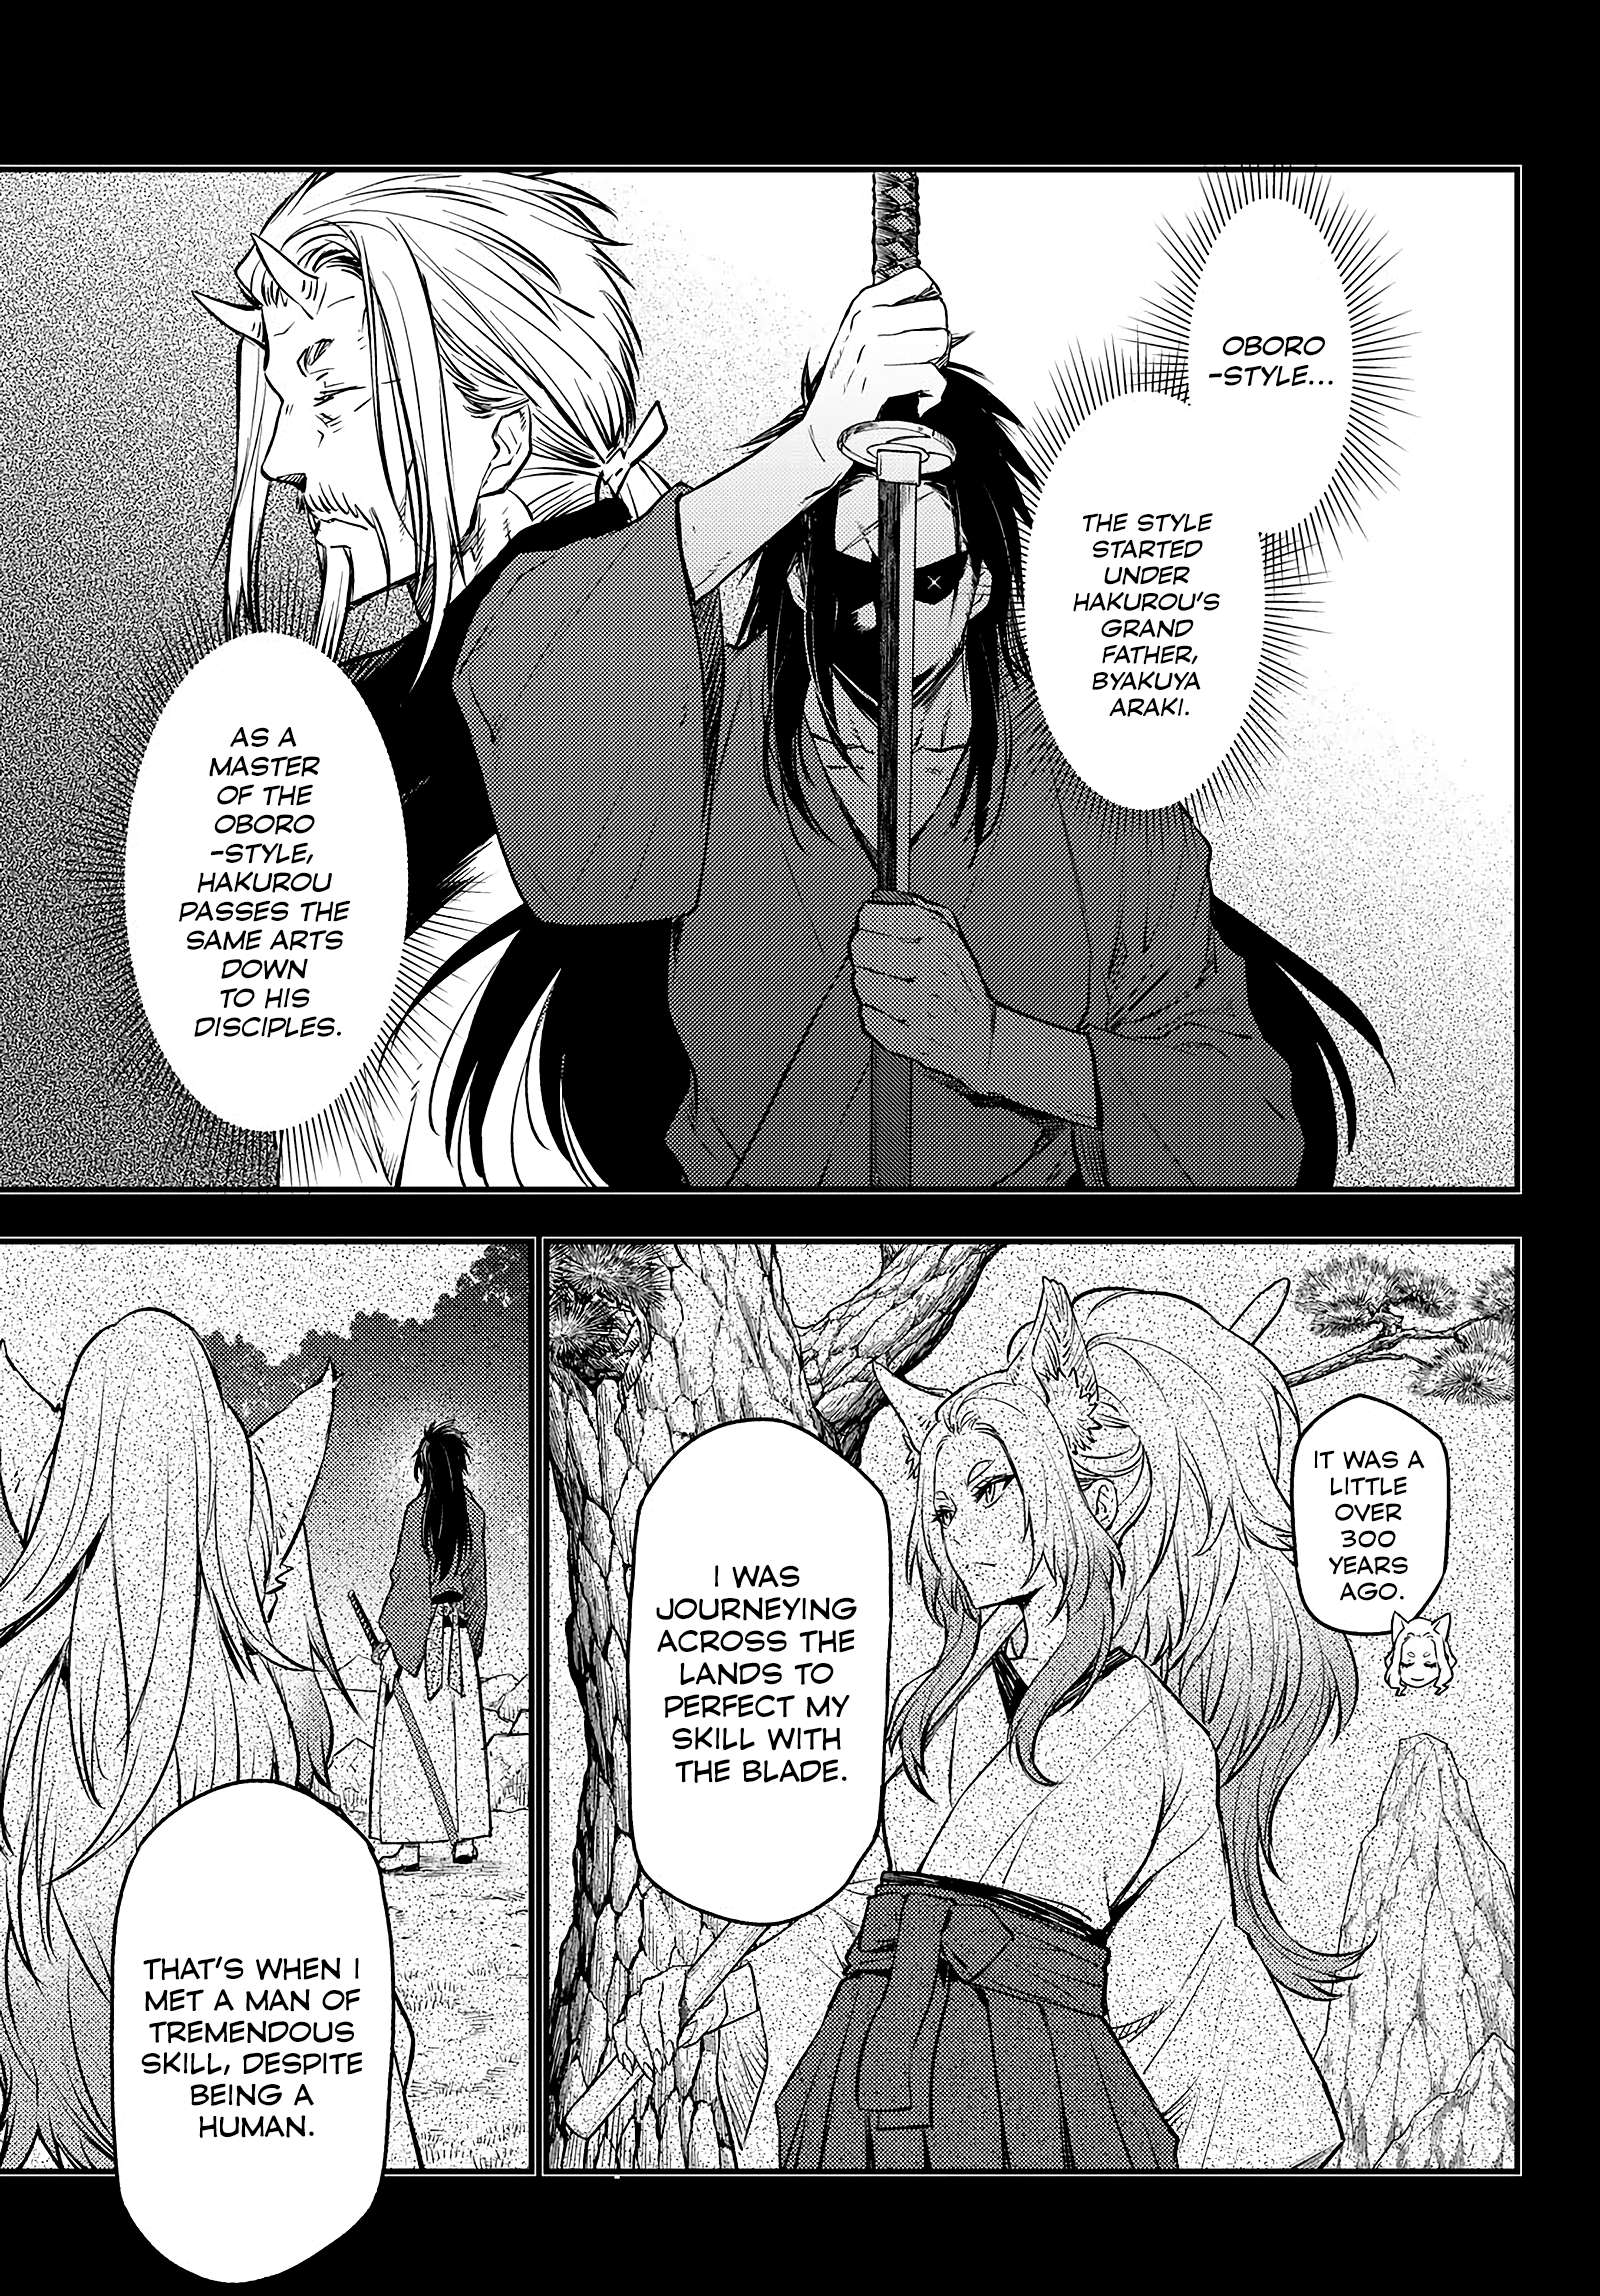 OBORO
-STYLE...
THE STYLE
STARTED
UNDER
HAKUROU'S
GRAND
FATHER,
BYAKUYA
ARAKI.
AS A
MASTER
OF THE
OBORO
-STYLE,
HAKUROU
PASSES THE
SAME ARTS
DOWN
TO HIS
DISCIPLES.
IT WAS A
LITTLE
OVER
300
YEARS
AGO.
I WAS
JOURNEYING
ACROSS THE
LANDS TO
PERFECT MY
SKILL WITH
THE BLADE.
THAT'S WHEN I
MET A MAN OF
TREMENDOUS
SKILL, DESPITE
BEING A
HUMAN.